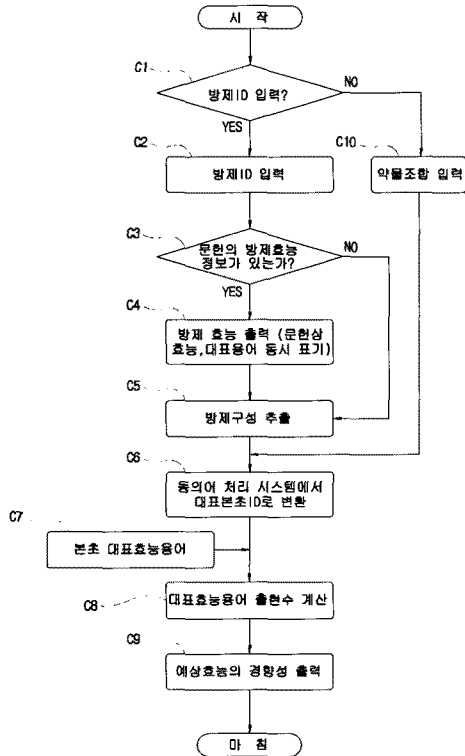 시 작
C1
방제ID 입력?
NO
YES
C2
방제ID 입력
C10
약물조합 입력
C3
문헌의 방제효능
정보가 있는가?
NO
YES
C4
방제 효능 출력 (문헌상
효능,대표용어 동시 표기)
C5
방제구성 추출
C6
동의어 처리 시스템에서
대표본초ID로 변환
C7
본초 대표효능용어
C8
대표효능용어 출현수 계산
C9
예상효능의 경향성 출력
마 침